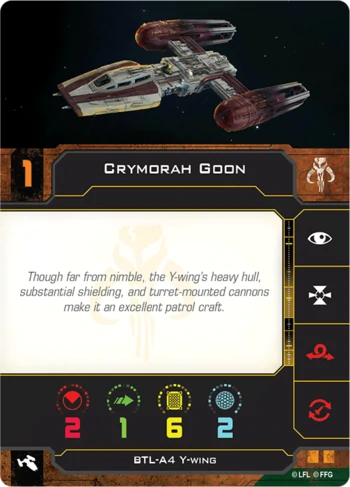 1
CRYMORAH GOON
Though far from nimble, the Y-wing's heavy hull,
substantial shielding, and turret-mounted cannons
make it an excellent patrol craft.
2 1 6 2
BTL-A4 Y-WING
© LFL © FFG